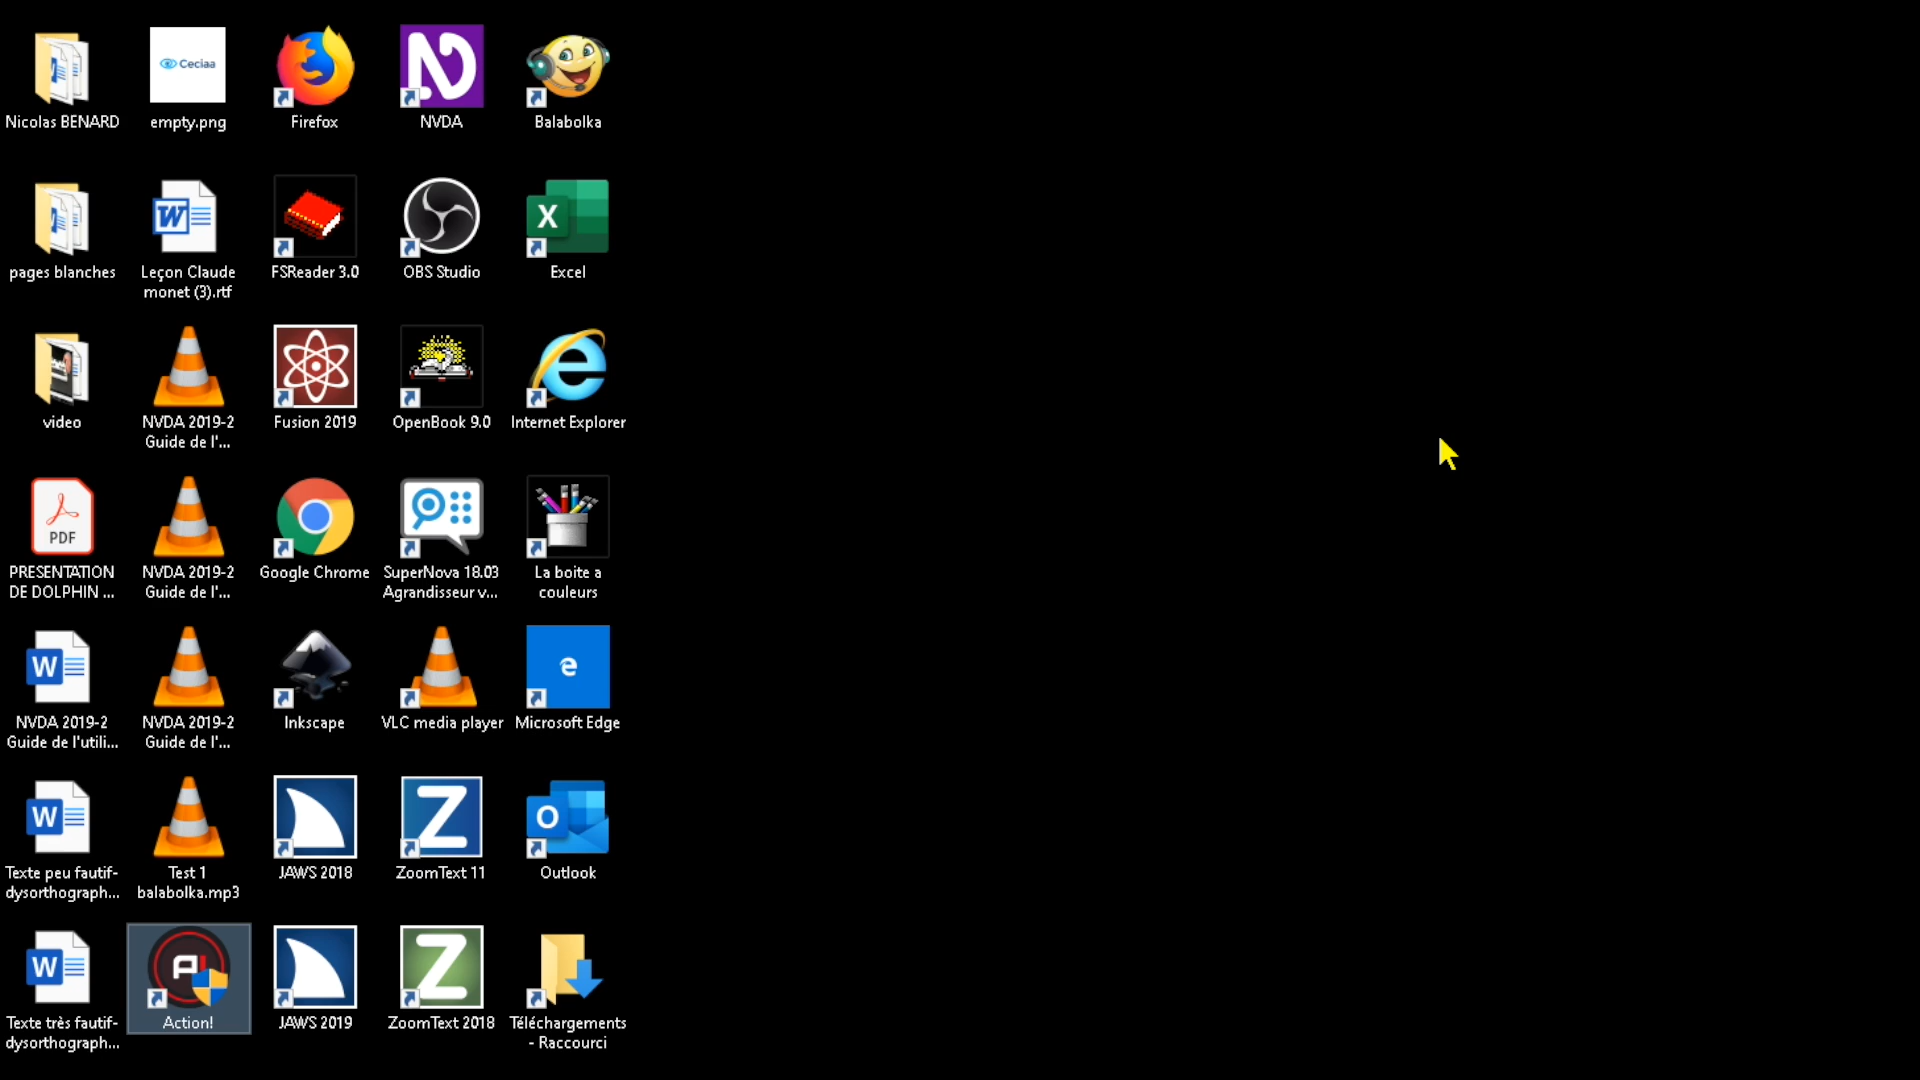 Nicolas BENARD
Ceciaa
empty.png
Firefox
NVDA
Balabolka
pages blanches
Leçon Claude
monet (3).rtf
FSReader 3.0
OBS Studio
Excel
video
NVDA 2019-2
Guide de l'...
Fusion 2019
OpenBook 9.0
Internet Explorer
PDF
PRESENTATION
DE DOLPHIN ...
NVDA 2019-2
Guide de l'...
Google Chrome
SuperNova 18.03
Agrandisseur v...
La boite a
couleurs
NVDA 2019-2
Guide de l'utili...
NVDA 2019-2
Guide de l'...
Inkscape
VLC media player
Microsoft Edge
Texte peu fautif-
dysorthograph...
Test 1
balabolka.mp3
JAWS 2018
ZoomText 11
Outlook
Texte très fautif-
dysorthograph...
Action!
JAWS 2019
ZoomText 2018
Téléchargements
- Raccourci